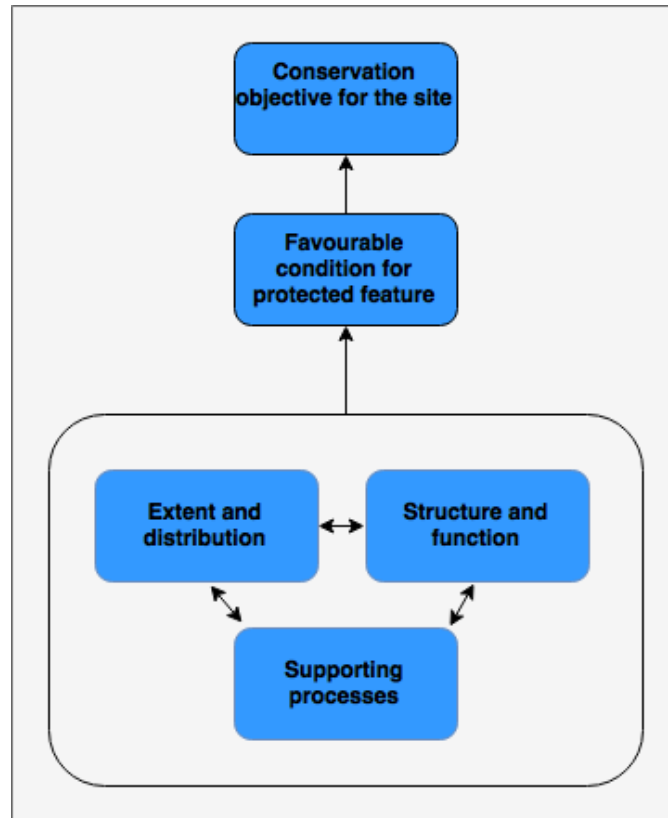 Conservation
objective for the site
Favourable
condition for
protected feature
Extent and
distribution
Structure and
function
Supporting
processes